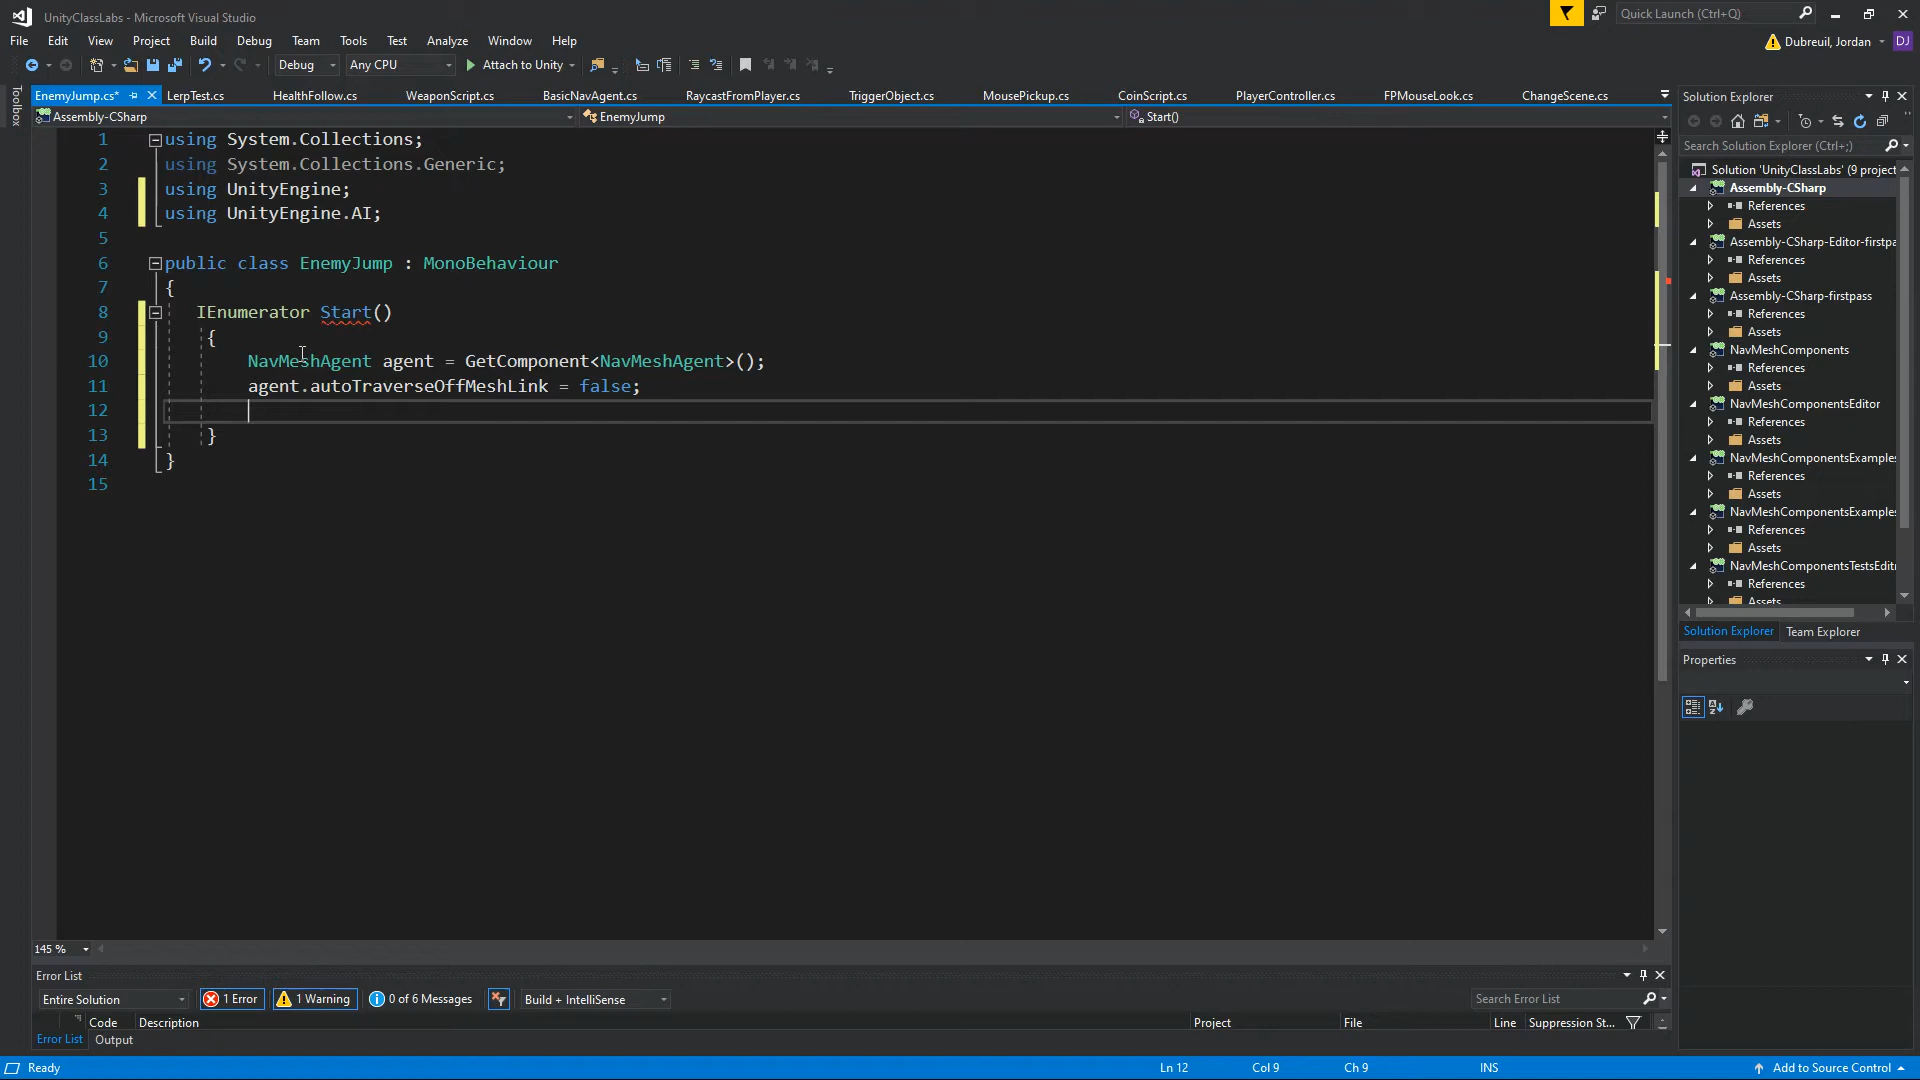 UnityClassLabs - Microsoft Visual Studio
Quick Launch (Ctrl+Q)
File Edit View Project Build Debug Team Tools Test Analyze Window Help
Dubreuil, Jordan DJ
Debug Any CPU Attach to Unity
Toolbox
EnemyJump.cs* LerpTest.cs HealthFollow.cs WeaponScript.cs BasicNavAgent.cs RaycastFromPlayer.cs TriggerObject.cs MousePickup.cs CoinScript.cs PlayerController.cs FPMouseLook.cs ChangeScene.cs
Assembly-CSharp EnemyJump Start()
1 using System.Collections;
2 using System.Collections.Generic;
3 using UnityEngine;
4 using UnityEngine.AI;
5
6 public class EnemyJump : MonoBehaviour
7 {
8 IEnumerator Start()
9 {
10 NavMeshAgent agent = GetComponent<NavMeshAgent>();
11 agent.autoTraverseOffMeshLink = false;
12
13 }
14 }
15
145 %
Solution Explorer
Search Solution Explorer (Ctrl+;)
Solution 'UnityClassLabs' (9 project
Assembly-CSharp
References
Assets
Assembly-CSharp-Editor-firstpa
References
Assets
Assembly-CSharp-firstpass
References
Assets
NavMeshComponents
References
Assets
NavMeshComponentsEditor
References
Assets
NavMeshComponentsExamples
References
Assets
NavMeshComponentsExamples
References
Assets
NavMeshComponentsTestsEdit
References
Assets
Solution Explorer Team Explorer
Properties
Error List
Entire Solution 1 Error 1 Warning 0 of 6 Messages Build + IntelliSense Search Error List
Code Description Project File Line Suppression St...
Error List Output
Ready Ln 12 Col 9 Ch 9 INS Add to Source Control